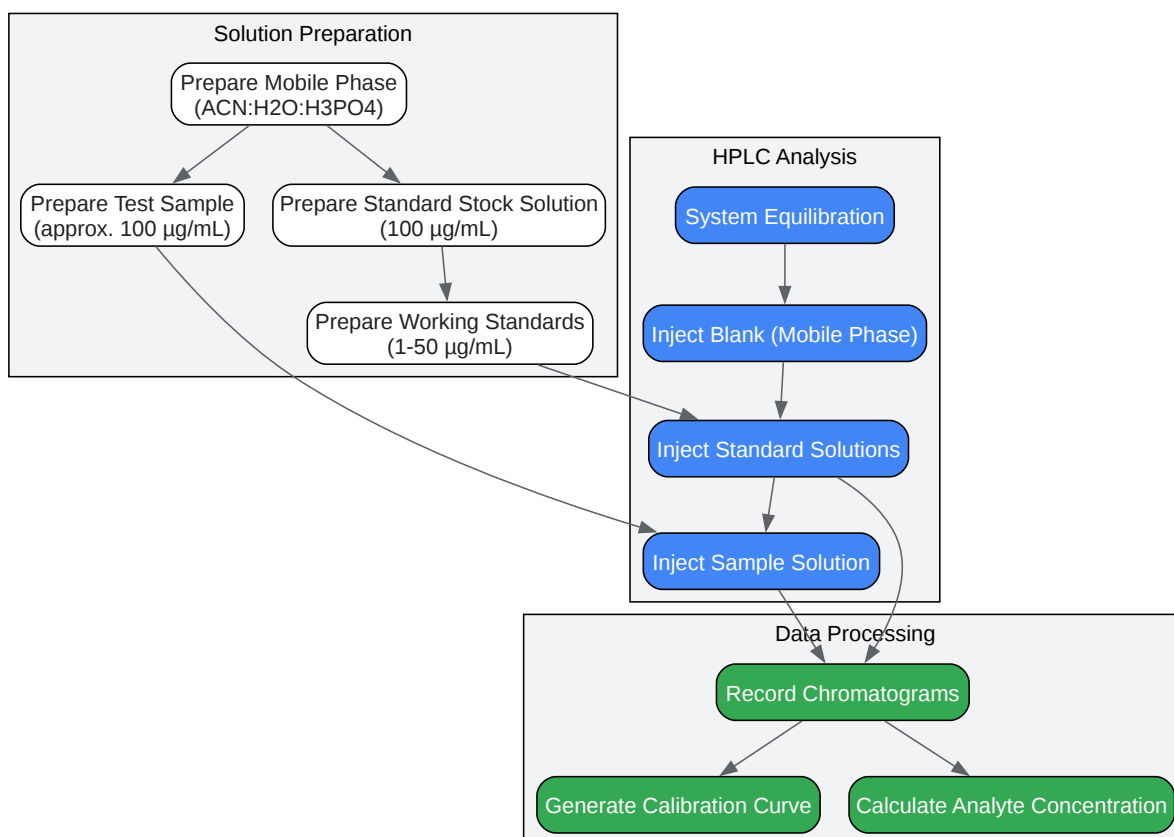 Solution Preparation
Prepare Mobile Phase
(ACN:H2O:H3PO4)
Prepare Test Sample
(approx. 100 µg/mL)
Prepare Standard Stock Solution
(100 µg/mL)
Prepare Working Standards
(1-50 µg/mL)
HPLC Analysis
System Equilibration
Inject Blank (Mobile Phase)
Inject Standard Solutions
Inject Sample Solution
Data Processing
Record Chromatograms
Generate Calibration Curve
Calculate Analyte Concentration